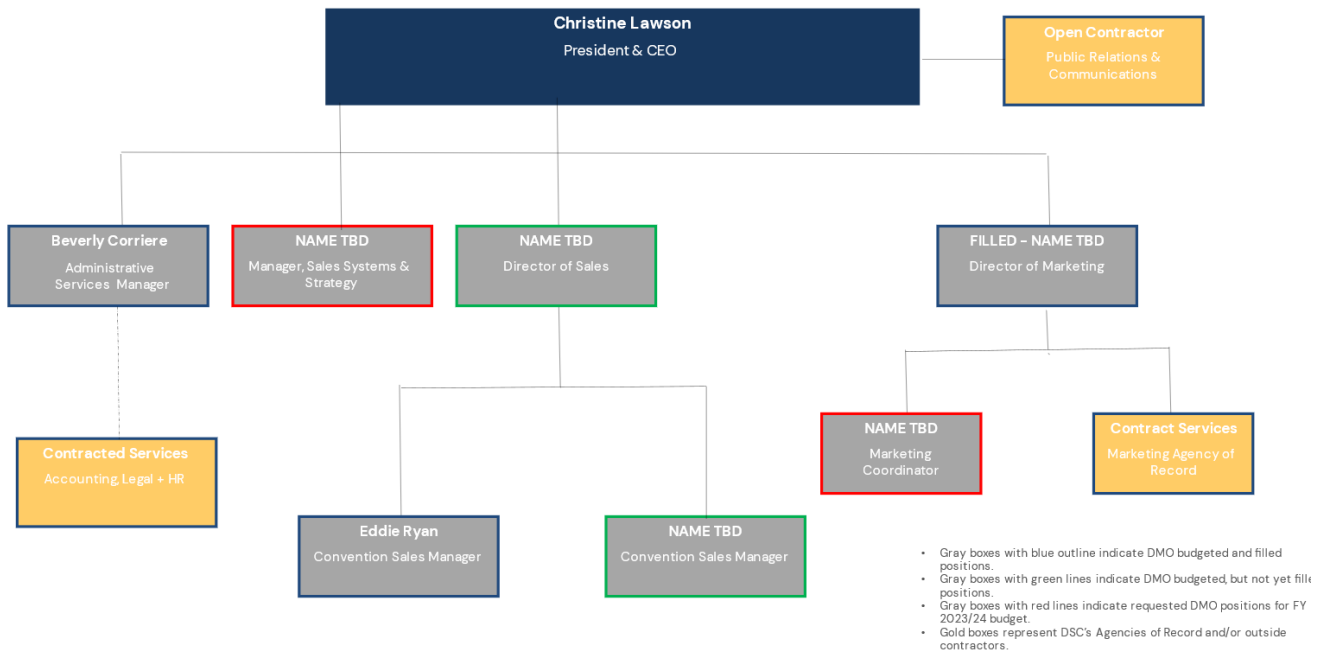 Christine Lawson
President & CEO
Open Contractor
Public Relations &
Communications
Beverly Corriere
Administrative
Services Manager
NAME TBD
Manager, Sales Systems &
Strategy
NAME TBD
Director of Sales
FILLED - NAME TBD
Director of Marketing
Contracted Services
Accounting, Legal + HR
NAME TBD
Marketing
Coordinator
Contract Services
Marketing Agency of
Record
Eddie Ryan
Convention Sales Manager
NAME TBD
Convention Sales Manager
• Gray boxes with blue outline indicate DMO budgeted and filled
positions.
• Gray boxes with green lines indicate DMO budgeted, but not yet fille
positions.
• Gray boxes with red lines indicate requested DMO positions for FY
2023/24 budget.
• Gold boxes represent DSC's Agencies of Record and/or outside
contractors.